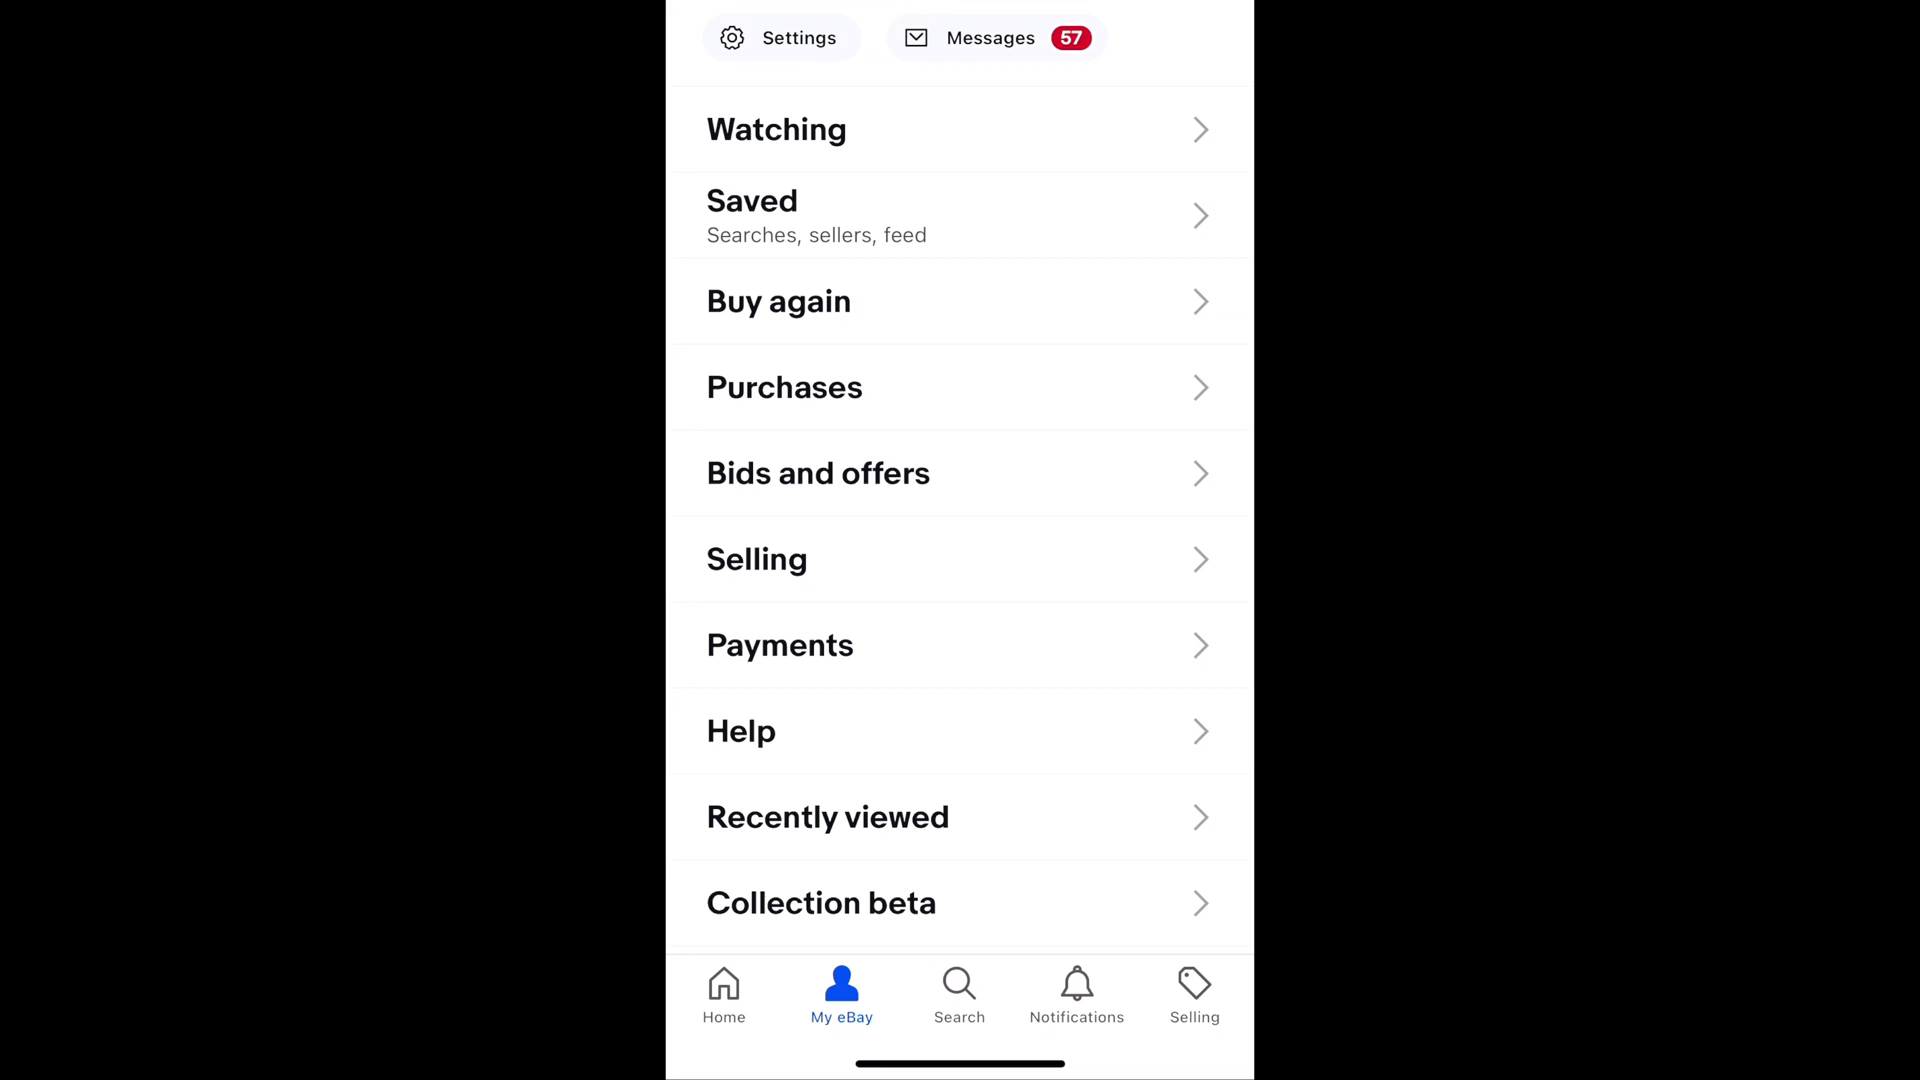 Settings
Messages 57
Watching
Saved
Searches, sellers, feed
Buy again
Purchases
Bids and offers
Selling
Payments
Help
Recently viewed
Collection beta
Home
My eBay
Search
Notifications
Selling